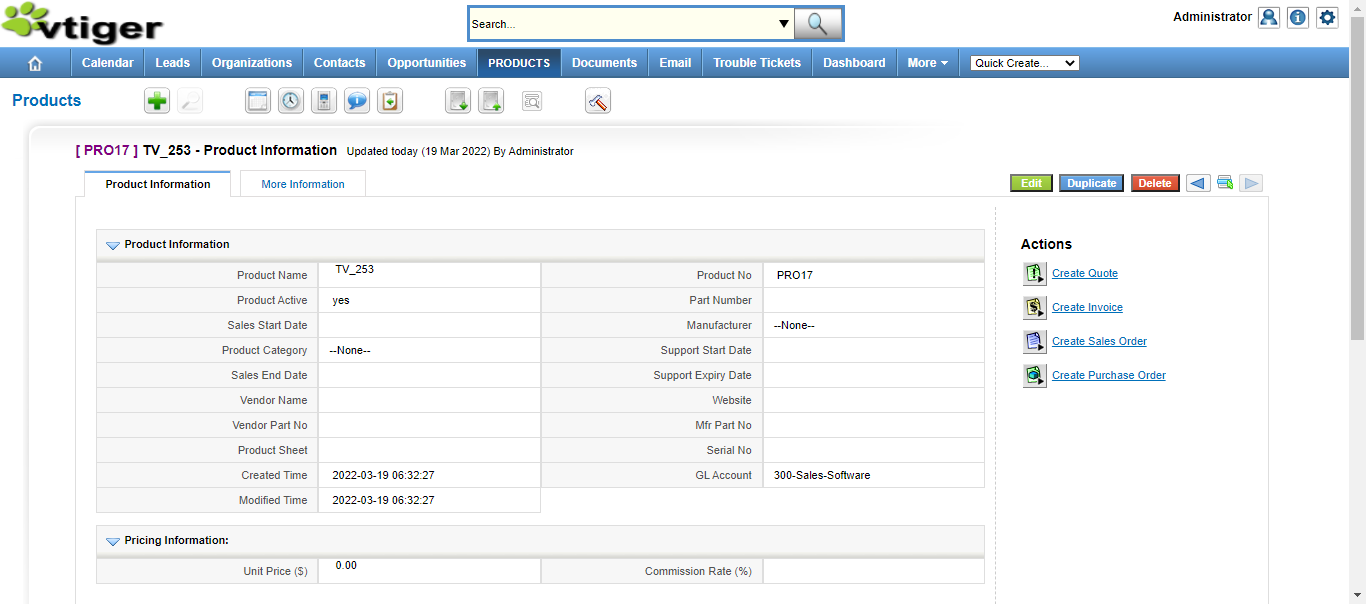 vtiger
Search...
Administrator
Calendar Leads Organizations Contacts Opportunities PRODUCTS Documents Email Trouble Tickets Dashboard More Quick Create...
Products
[ PRO17 ] TV_253 - Product Information Updated today (19 Mar 2022) By Administrator
Product Information More Information
Edit Duplicate Delete
Product Information
Product Name TV_253 Product No PRO17
Product Active yes Part Number
Sales Start Date Manufacturer --None--
Product Category --None-- Support Start Date
Sales End Date Support Expiry Date
Vendor Name Website
Vendor Part No Mfr Part No
Product Sheet Serial No
Created Time 2022-03-19 06:32:27 GL Account 300-Sales-Software
Modified Time 2022-03-19 06:32:27
Pricing Information:
Unit Price ($) 0.00 Commission Rate (%)
Actions
Create Quote
Create Invoice
Create Sales Order
Create Purchase Order